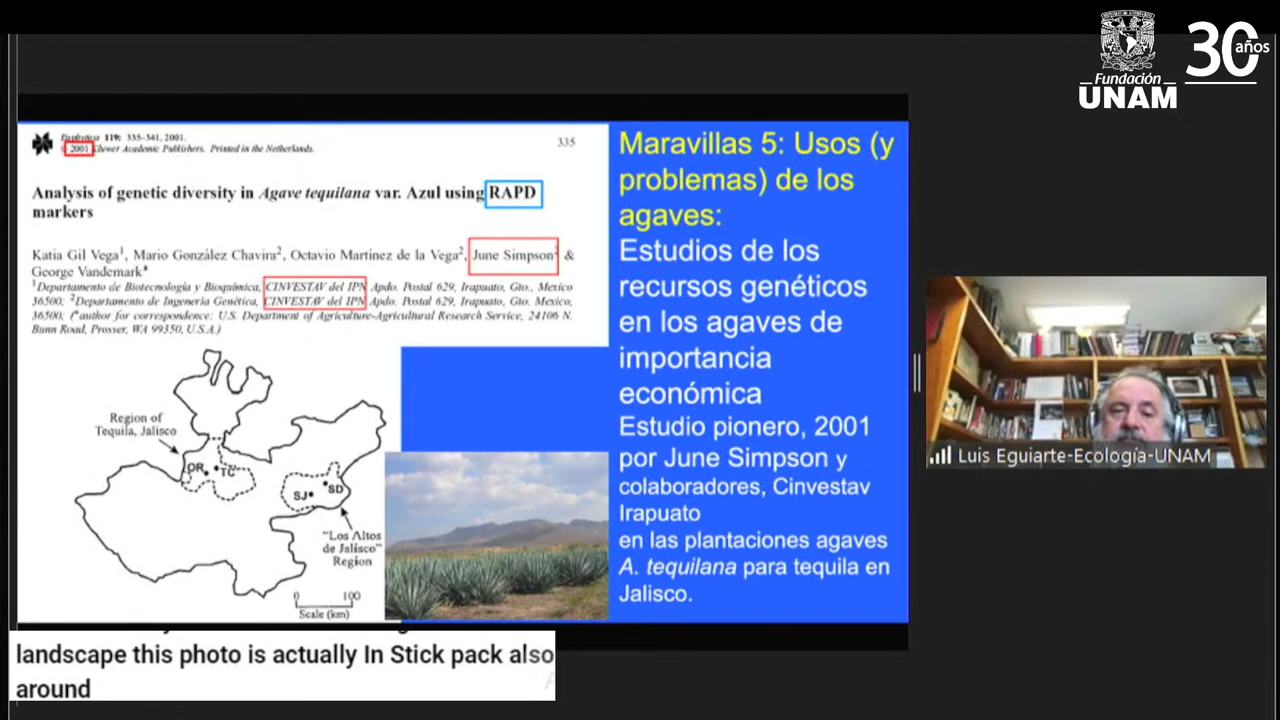 Fundación
UNAM
30 años
Euphytica 119: 335–341, 2001.
© 2001 Kluwer Academic Publishers. Printed in the Netherlands.
335
Analysis of genetic diversity in Agave tequilana var. Azul using RAPD
markers
Katia Gil Vega1, Mario González Chavira2, Octavio Martínez de la Vega2, June Simpson2 &
George Vandemark*
1Departamento de Biotecnología y Bioquímica, CINVESTAV del IPN Apdo. Postal 629, Irapuato, Gto., Mexico
36500; 2Departamento de Ingenería Genética, CINVESTAV del IPN Apdo. Postal 629, Irapuato, Gto. Mexico,
36500; (*author for correspondence: U.S. Department of Agriculture-Agricultural Research Service, 24106 N.
Bunn Road, Prosser, WA 99350, U.S.A.)
Region of
Tequila, Jalisco
OR
TC
SJ
SD
"Los Altos
de Jalisco"
Region
0 100
Scale (km)
Maravillas 5: Usos (y
problemas) de los
agaves:
Estudios de los
recursos genéticos
en los agaves de
importancia
económica
Estudio pionero, 2001
por June Simpson y
colaboradores, Cinvestav
Irapuato
en las plantaciones agaves
A. tequilana para tequila en
Jalisco.
Luis Eguiarte-Ecología-UNAM
landscape this photo is actually In Stick pack also
around